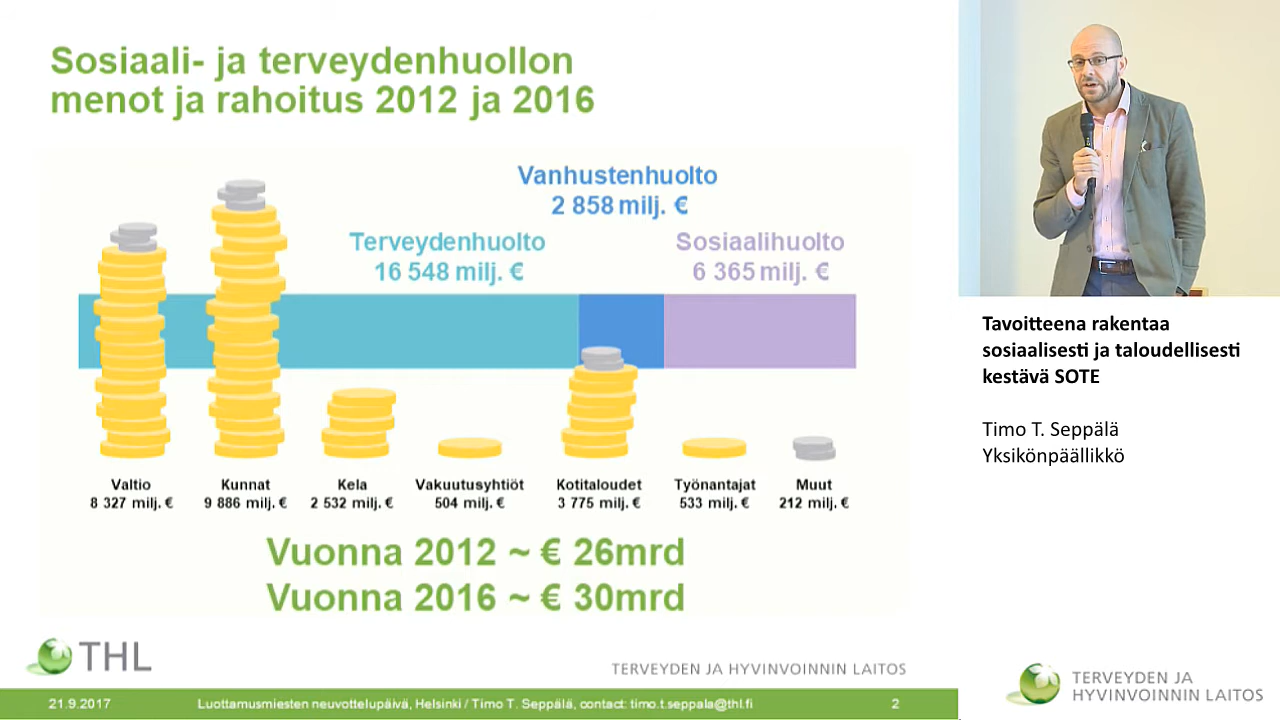 Sosiaali- ja terveydenhuollon
menot ja rahoitus 2012 ja 2016
Vanhustenhuolto
2 858 milj. €
Terveydenhuolto
16 548 milj. €
Sosiaalihuolto
6 365 milj. €
Valtio
8 327 milj. €
Kunnat
9 886 milj. €
Kela
2 532 milj. €
Vakuutusyhtiöt
504 milj. €
Kotitaloudet
3 775 milj. €
Työnantajat
533 milj. €
Muut
212 milj. €
Vuonna 2012 ~ € 26mrd
Vuonna 2016 ~ € 30mrd
THL
TERVEYDEN JA HYVINVOINNIN LAITOS
21.9.2017 Luottamusmiesten neuvottelupäivä, Helsinki / Timo T. Seppälä, contact: timo.t.seppala@thl.fi 2
Tavoitteena rakentaa
sosiaalisesti ja taloudellisesti
kestävä SOTE
Timo T. Seppälä
Yksikönpäällikkö
TERVEYDEN JA
HYVINVOINNIN LAITOS